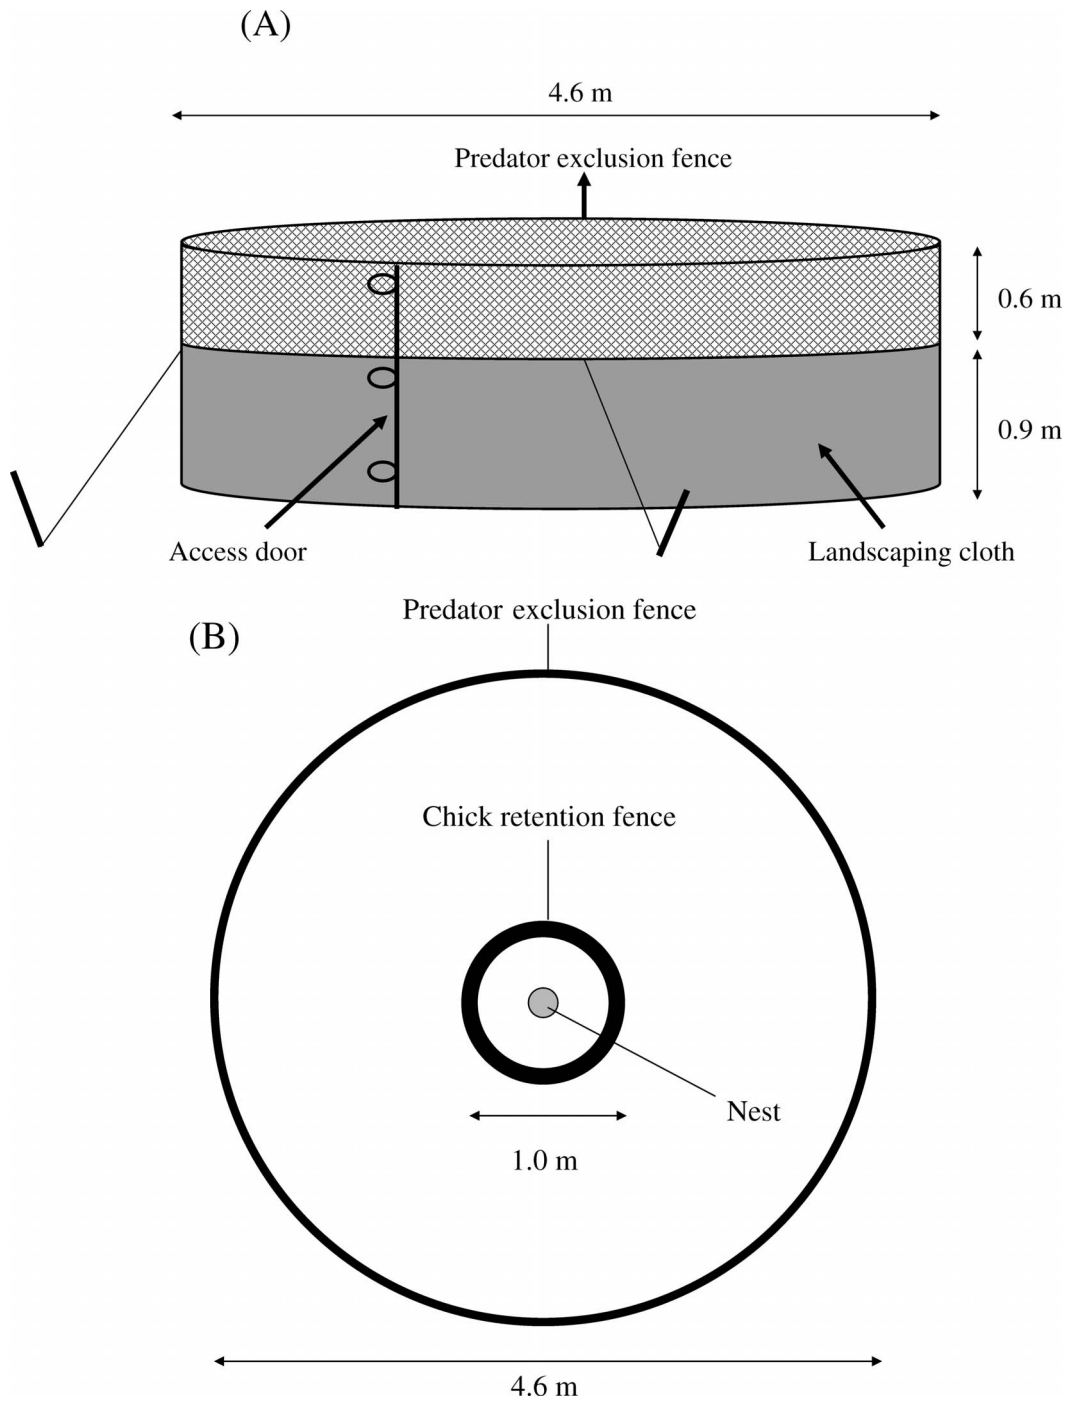 (A)
4.6 m
Predator exclusion fence
0.6 m
0.9 m
Access door
Landscaping cloth
Predator exclusion fence
(B)
Chick retention fence
Nest
1.0 m
4.6 m